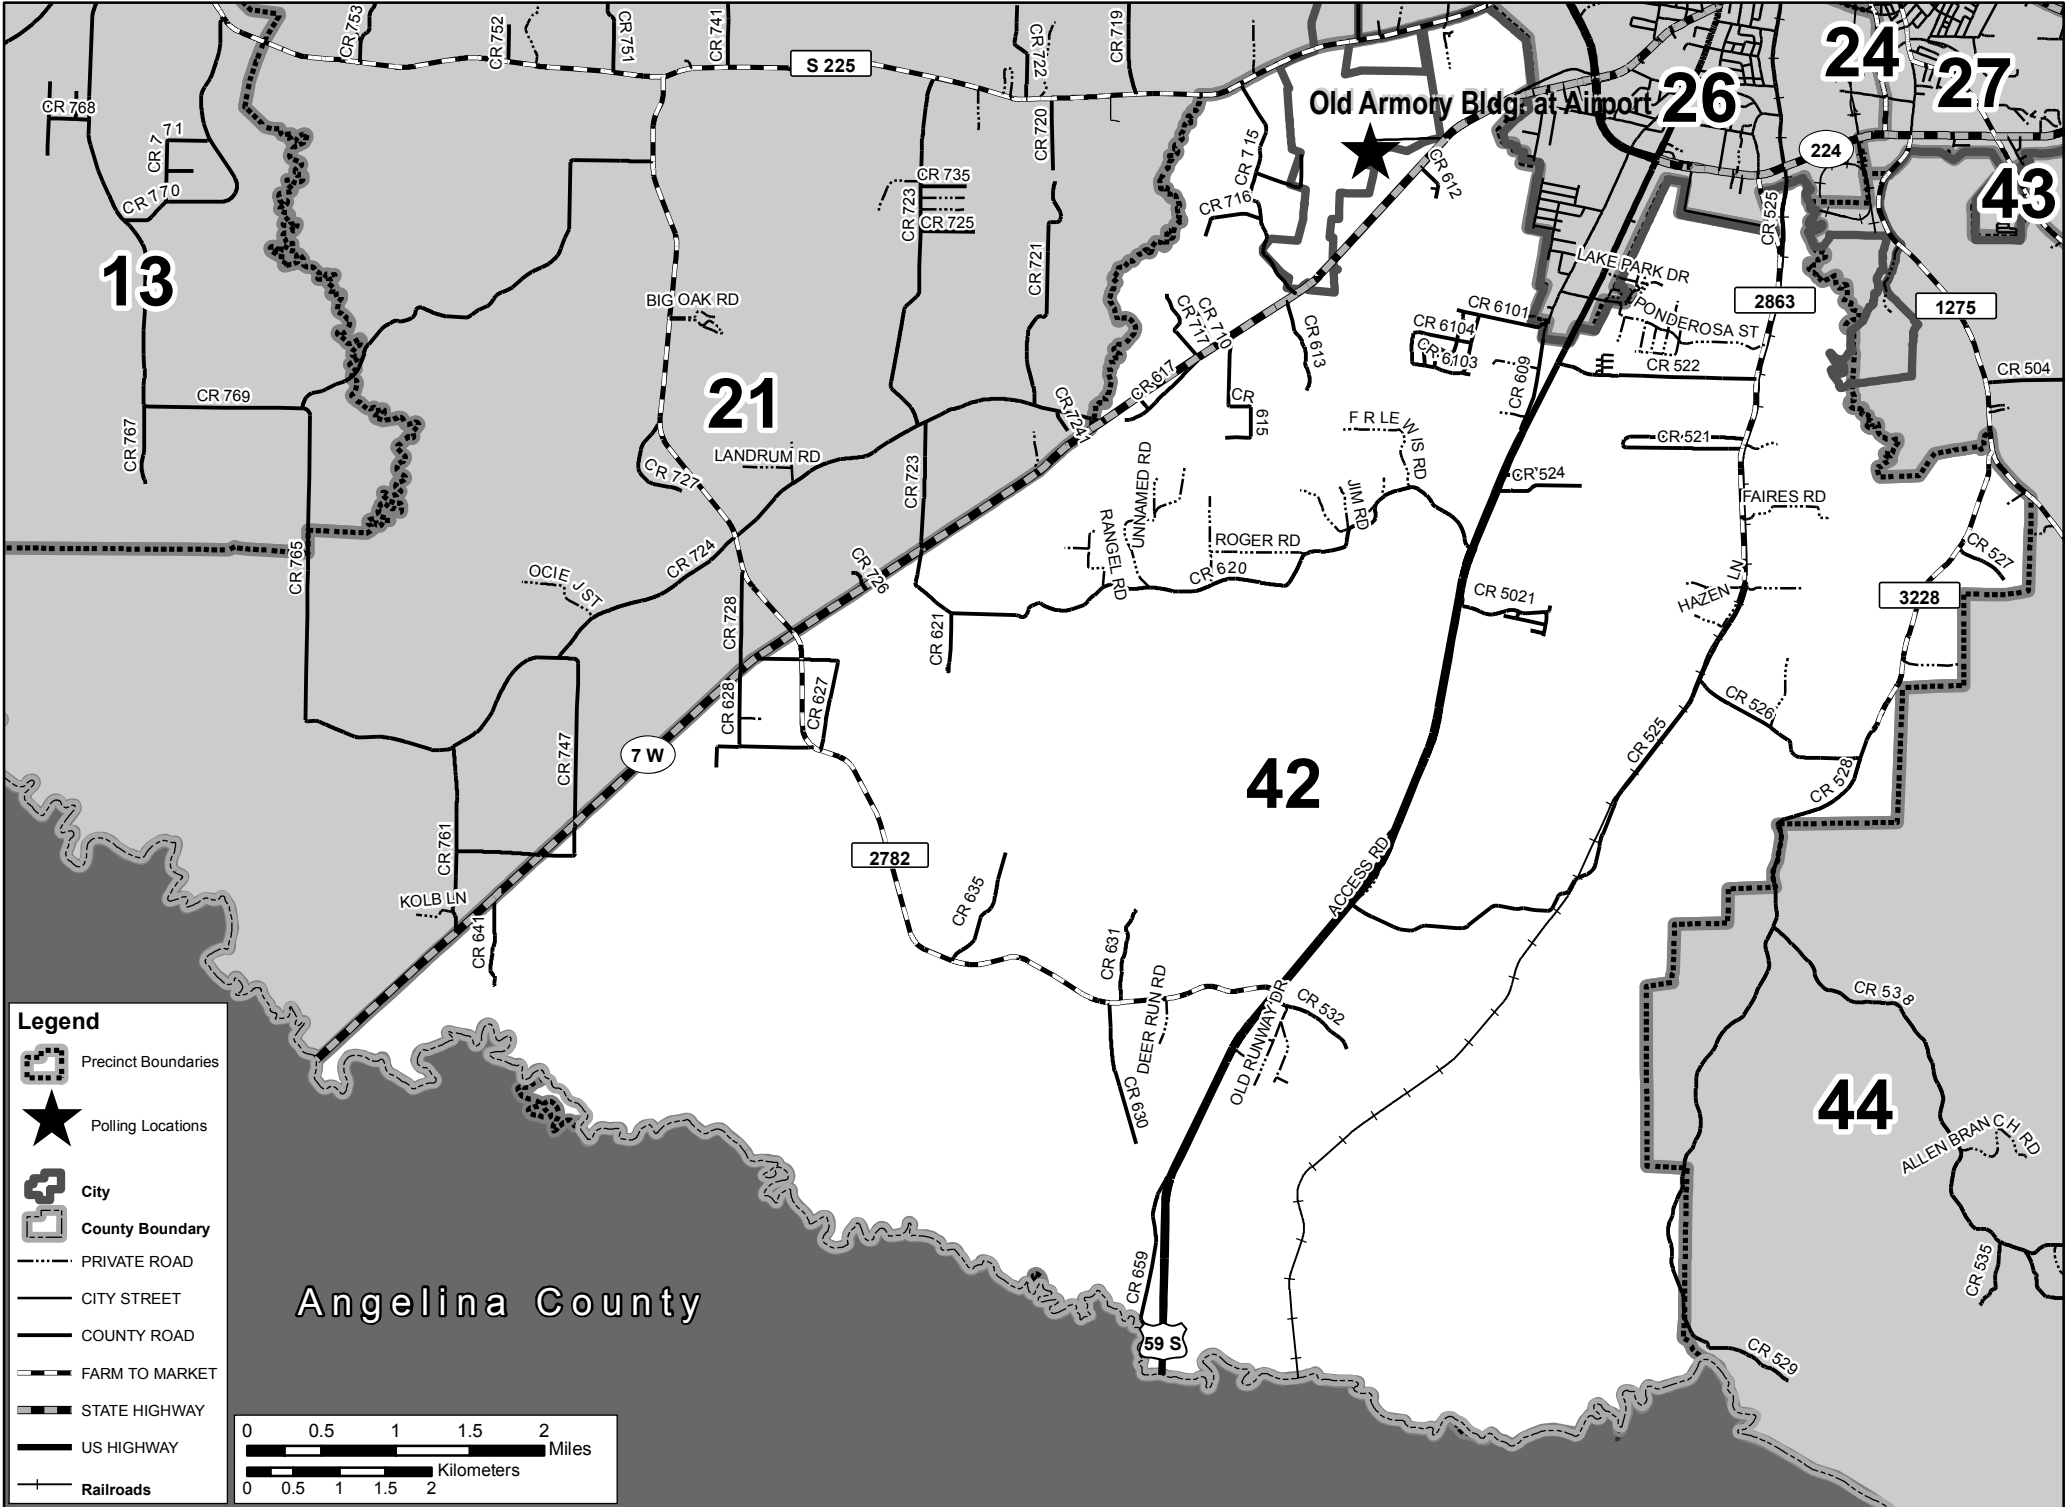 CR 753
CR 752
CR 751
CR 741
S 225
CR 722
CR 719
24
27
26
Old Armory Bldg. at Airport
CR 768
CR 7
71
CR 770
CR 720
CR 715
CR 612
224
43
CR 735
CR 723
CR 725
CR 716
CR 525
13
CR 721
LAKE PARK DR
BIG OAK RD
2863
1275
PONDEROSA ST
CR 717
CR 710
CR 6101
CR 6104
CR 6103
CR 613
CR 609
CR 522
CR 504
CR 769
21
CR 617
CR
615
CR 7241
F R LE
W IS RD
CR 521
CR 767
LANDRUM RD
CR 727
CR 723
CR 524
UNNAMED RD
JIM RD
FAIRES RD
RANGEL RD
ROGER RD
CR 765
CR 724
CR 726
CR 620
CR 527
OCIE J ST
CR 5021
HAZEN LN
3228
CR 728
CR 621
CR 628
CR 627
CR 526
CR 525
CR 747
7 W
42
CR 528
CR 761
2782
ACCESS RD
CR 635
KOLB LN
CR 641
CR 631
DEER RUN RD
OLD RUNWAY DR
CR 532
CR 53 8
CR 630
44
ALLEN BRAN C H RD
CR 659
59 S
CR 535
CR 529
Angelina County
Legend
Precinct Boundaries
Polling Locations
City
County Boundary
PRIVATE ROAD
CITY STREET
COUNTY ROAD
FARM TO MARKET
STATE HIGHWAY
US HIGHWAY
Railroads
0 0.5 1 1.5 2
Miles
Kilometers
0 0.5 1 2